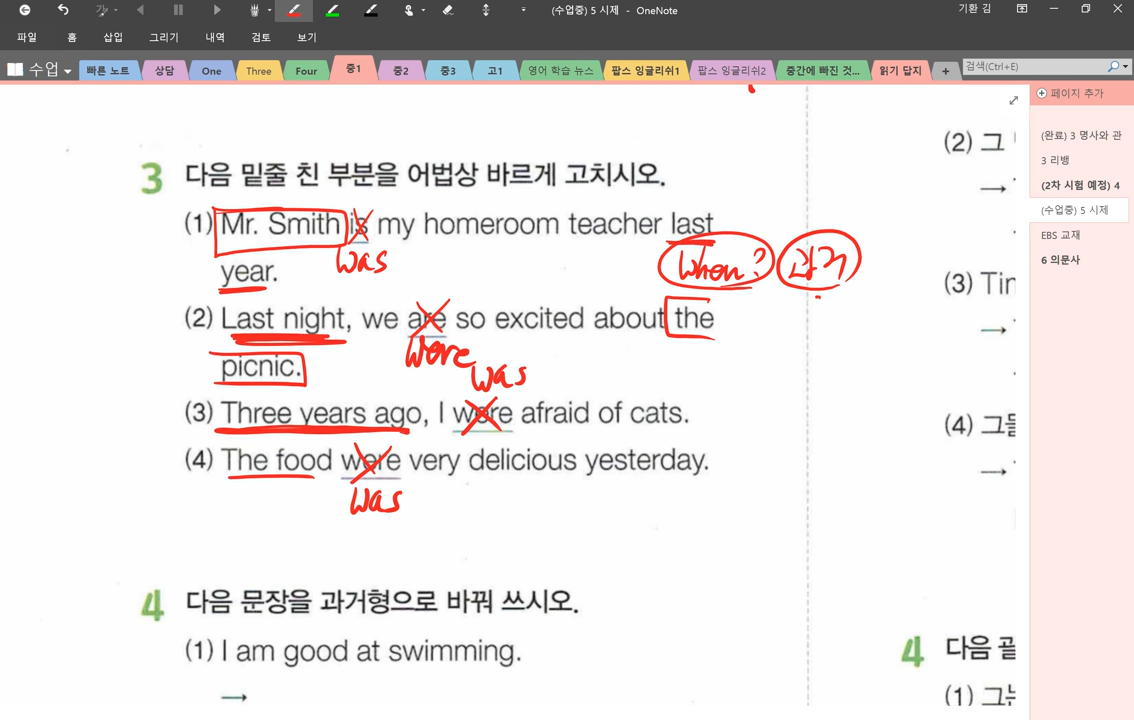 (수업중) 5 시제 - OneNote
기환 김
파일 홈 삽입 그리기 내역 검토 보기
수업 빠른 노트 상담 One Three Four 중1 중2 중3 고1 영어 학습 뉴스 팝스 잉글리쉬1 팝스 잉글리쉬2 중간에 빠진 것... 읽기 답지 +
검색(Ctrl+E)
페이지 추가
(완료) 3 명사와 관
3 리뱅
(2차 시험 예정) 4
(수업중) 5 시제
EBS 교재
6 의문사
3 다음 밑줄 친 부분을 어법상 바르게 고치시오.
(1) Mr. Smith is my homeroom teacher last
was
year.
When? 과거
(2) Last night, we are so excited about the
were
picnic.
was
(3) Three years ago, I were afraid of cats.
(4) The food were very delicious yesterday.
was
4 다음 문장을 과거형으로 바꿔 쓰시오.
(1) I am good at swimming.
→
(2) 그
→
(3) Tin
→
(4) 그들
→
4 다음 괄
(1) 그는